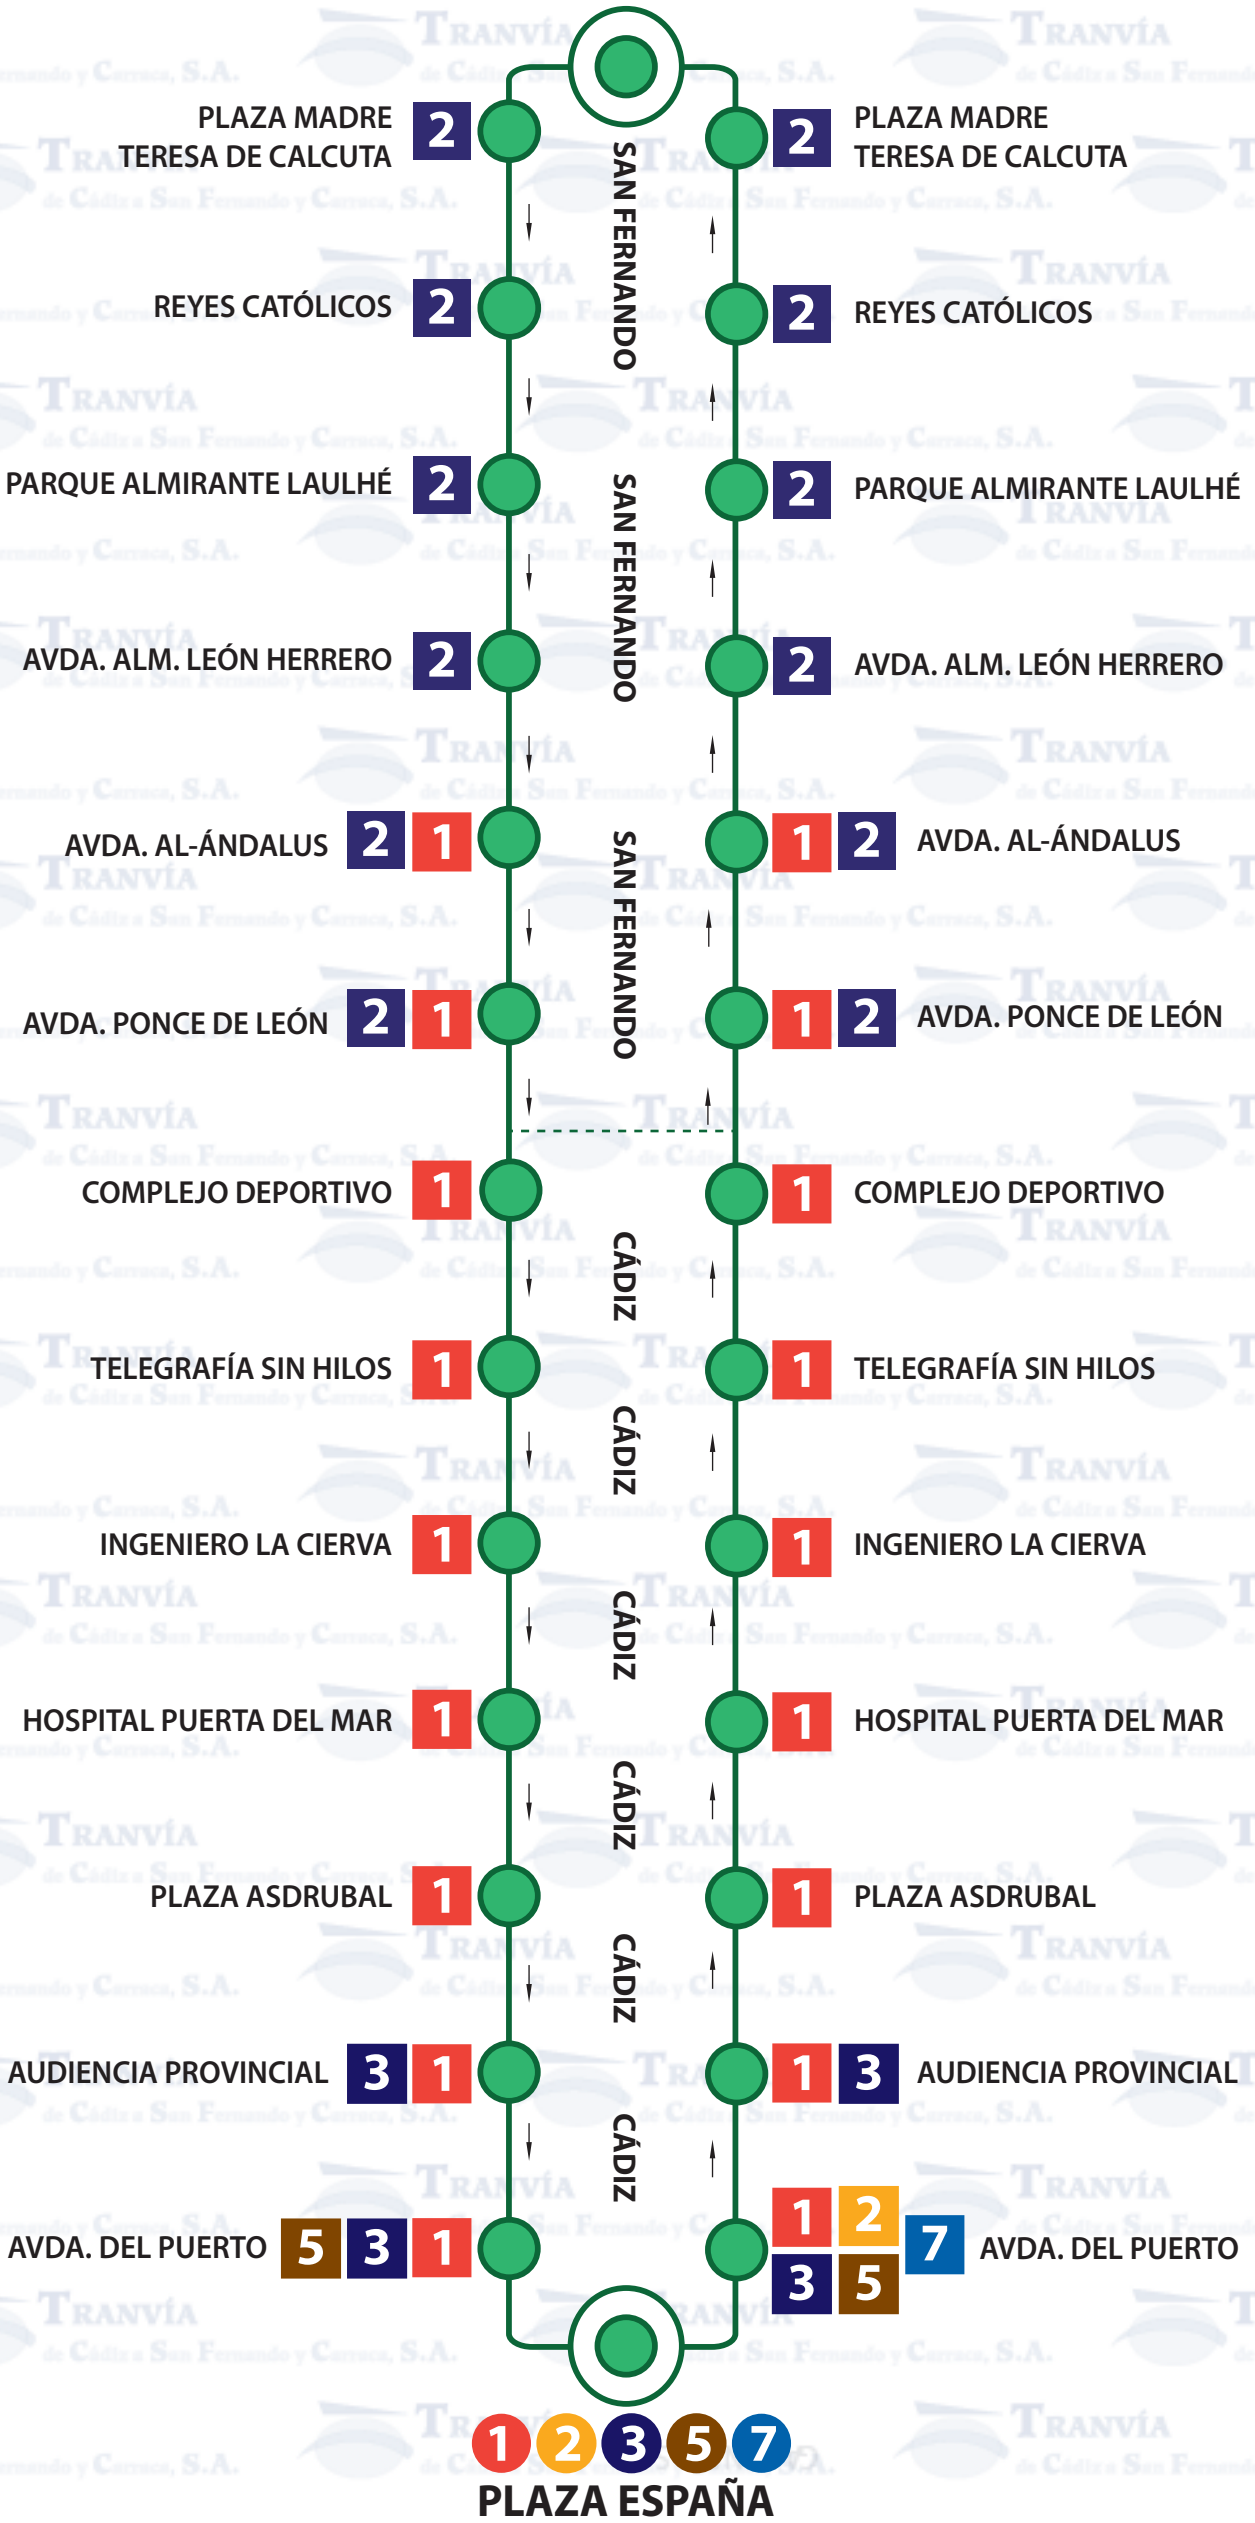 PLAZA MADRE
TERESA DE CALCUTA
2
2
PLAZA MADRE
TERESA DE CALCUTA
SAN FERNANDO
REYES CATÓLICOS
2
2
REYES CATÓLICOS
PARQUE ALMIRANTE LAULHÉ
2
2
PARQUE ALMIRANTE LAULHÉ
SAN FERNANDO
AVDA. ALM. LEÓN HERRERO
2
2
AVDA. ALM. LEÓN HERRERO
AVDA. AL-ÁNDALUS
2 1
1 2
AVDA. AL-ÁNDALUS
SAN FERNANDO
AVDA. PONCE DE LEÓN
2 1
1 2
AVDA. PONCE DE LEÓN
COMPLEJO DEPORTIVO
1
1
COMPLEJO DEPORTIVO
CÁDIZ
TELEGRAFÍA SIN HILOS
1
1
TELEGRAFÍA SIN HILOS
CÁDIZ
INGENIERO LA CIERVA
1
1
INGENIERO LA CIERVA
CÁDIZ
HOSPITAL PUERTA DEL MAR
1
1
HOSPITAL PUERTA DEL MAR
CÁDIZ
PLAZA ASDRUBAL
1
1
PLAZA ASDRUBAL
CÁDIZ
AUDIENCIA PROVINCIAL
3 1
1 3
AUDIENCIA PROVINCIAL
CÁDIZ
AVDA. DEL PUERTO
5 3 1
1 2
3 5
7
AVDA. DEL PUERTO
1 2 3 5 7
PLAZA ESPAÑA
TRANVÍA
de Cádiz a San Fernando y Carraca, S.A.